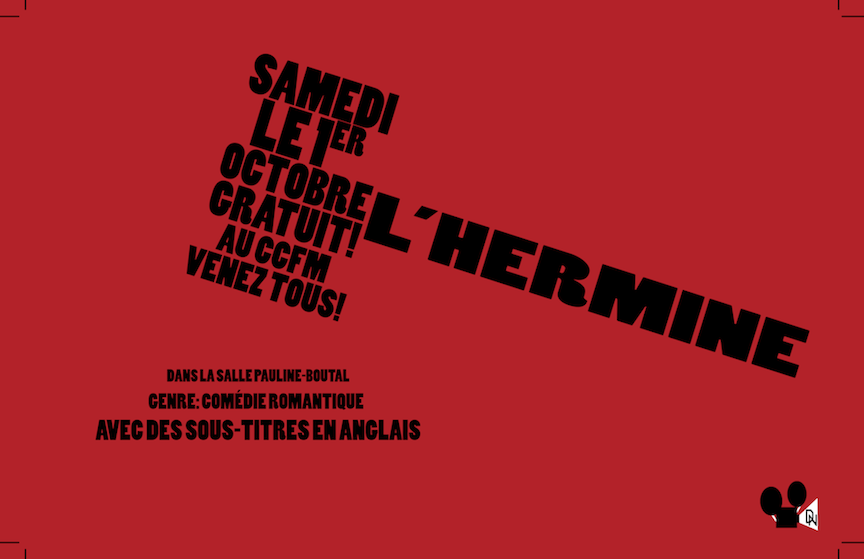 SAMEDI
LE 1ER
OCTOBRE
GRATUIT!
AU CCFM
VENEZ TOUS!
L'HERMINE
DANS LA SALLE PAULINE-BOUTAL
GENRE: COMÉDIE ROMANTIQUE
AVEC DES SOUS-TITRES EN ANGLAIS